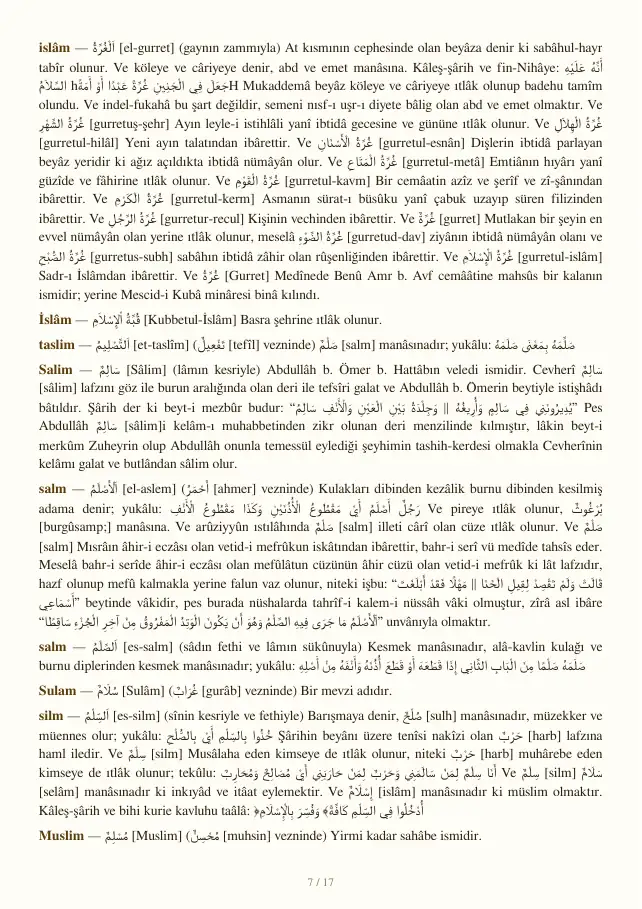 islâm — اَلْغُرَّةُ [el-gurret] (gaynın zammıyla) At kısmının cephesinde olan beyâza denir ki sabâhul-hayr
tabîr olunur. Ve köleye ve câriyeye denir, abd ve emet manâsına. Kâleş-şârih ve fin-Nihâye: أَنَّهُ عَلَيْهِ
السَّلاَمُ hجَعَلَ فِي الْجَنِينِ غُرَّةً عَبْدًا أَوْ أَمَةًH Mukaddemâ beyâz köleye ve câriyeye ıtlâk olunup badehu tamîm
olundu. Ve indel-fukahâ bu şart değildir, semeni nısf-ı uşr-ı diyete bâlig olan abd ve emet olmaktır. Ve
غُرَّةُ الشَّهْرِ [gurretuş-şehr] Ayın leyle-i istihlâli yanî ibtidâ gecesine ve gününe ıtlâk olunur. Ve غُرَّةُ الْهِلاَلِ
[gurretul-hilâl] Yeni ayın talatından ibârettir. Ve غُرَّةُ الْأَسْنَانِ [gurretul-esnân] Dişlerin ibtidâ parlayan
beyâz yeridir ki ağız açıldıkta ibtidâ nümâyân olur. Ve غُرَّةُ الْمَتَاعِ [gurretul-metâ] Emtiânın hıyârı yanî
güzîde ve fâhirine ıtlâk olunur. Ve غُرَّةُ الْقَوْمِ [gurretul-kavm] Bir cemâatin azîz ve şerîf ve zî-şânından
ibârettir. Ve غُرَّةُ الْكَرْمِ [gurretul-kerm] Asmanın sürat-ı büsûku yanî çabuk uzayıp süren filizinden
ibârettir. Ve غُرَّةُ الرَّجُلِ [gurretur-recul] Kişinin vechinden ibârettir. Ve غُرَّةٌ [gurret] Mutlakan bir şeyin en
evvel nümâyân olan yerine ıtlâk olunur, meselâ غُرَّةُ الضَّوْءِ [gurretud-dav] ziyânın ibtidâ nümâyân olanı ve
غُرَّةُ الصُّبْحِ [gurretus-subh] sabâhın ibtidâ zâhir olan rûşenliğinden ibârettir. Ve غُرَّةُ الْإِسْلاَمِ [gurretul-islâm]
Sadr-ı İslâmdan ibârettir. Ve غُرَّةُ [Gurret] Medînede Benû Amr b. Avf cemâatine mahsûs bir kalanın
ismidir; yerine Mescid-i Kubâ minâresi binâ kılındı.
İslâm — قُبَّةُ اْلإِسْلاَمِ [Kubbetul-İslâm] Basra şehrine ıtlâk olunur.
taslim — اَلتَّصْلِيمُ [et-taslîm] (تَفْعِيلٌ [tefîl] vezninde) صَلْمٌ [salm] manâsınadır; yukâlu: صَلَّمَهُ بِمَعْنَى صَلَمَهُ
Salim — سَالِمٌ [Sâlim] (lâmın kesriyle) Abdullâh b. Ömer b. Hattâbın veledi ismidir. Cevherî سَالِمٌ
[sâlim] lafzını göz ile burun aralığında olan deri ile tefsîri galat ve Abdullâh b. Ömerin beytiyle istişhâdı
bâtıldır. Şârih der ki beyt-i mezbûr budur: “يُدِيرُونَنِي فِي سَالِمٍ وَأُرِيغُهُ || وَجِلْدَةُ بَيْنِ الْعَيْنِ وَالْأَنْفِ سَالِمُ” Pes
Abdullâh سَالِمٌ [sâlim]i kelâm-ı muhabbetinden zikr olunan deri menzilinde kılmıştır, lâkin beyt-i
merkûm Zuheyrin olup Abdullâh onunla temessül eylediği şeyhimin tashih-kerdesi olmakla Cevherînin
kelâmı galat ve butlândan sâlim olur.
salm — اَلْأَصْلَمُ [el-aslem] (أَحْمَرُ [ahmer] vezninde) Kulakları dibinden kezâlik burnu dibinden kesilmiş
adama denir; yukâlu: رَجُلٌ أَصْلَمُ أَيْ مَقْطُوعُ الْأُذُنَيْنِ وَكَذَا مَقْطُوعُ الْأَنْفِ Ve pireye ıtlâk olunur, بُرْغُوثٌ
[burgûsamp;] manâsına. Ve arûziyyûn ıstılâhında صَلْمٌ [salm] illeti cârî olan cüze ıtlâk olunur. Ve صَلْمٌ
[salm] Mısrâın âhir-i eczâsı olan vetid-i mefrûkun iskâtından ibârettir, bahr-i serî vü medîde tahsîs eder.
Meselâ bahr-i serîde âhir-i eczâsı olan mefûlâtun cüzünün âhir cüzü olan vetid-i mefrûk ki lât lafzıdır,
hazf olunup mefû kalmakla yerine falun vaz olunur, niteki işbu: “قَالَتْ وَلَمْ تَقْصِدْ لِقِيلِ الْخَنَا || مَهْلًا فَقَدْ أَبْلَغْتَ
أَسْمَاعِي” beytinde vâkidir, pes burada nüshalarda tahrîf-i kalem-i nüssâh vâki olmuştur, zîrâ asl ibâre
“اَلْأَصْلَمُ مَا جَرَى فِيهِ الصَّلْمُ وَهُوَ أَنْ يَكُونَ الْوَتِدُ الْمَفْرُوقُ مِنْ آخِرِ الْجُزْءِ سَاقِطًا” unvânıyla olmaktır.
salm — اَلصَّلْمُ [es-salm] (sâdın fethi ve lâmın sükûnuyla) Kesmek manâsınadır, alâ-kavlin kulağı ve
burnu diplerinden kesmek manâsınadır; yukâlu: صَلَمَهُ صَلْمًا مِنَ الْبَابِ الثَّانِي إِذَا قَطَعَهُ أَوْ قَطَعَ أُذُنَهُ وَأَنْفَهُ مِنْ أَصْلِهِ
Sulam — سُلاَمٌ [Sulâm] (غُرَابٌ [gurâb] vezninde) Bir mevzi adıdır.
silm — اَلسِّلْمُ [es-silm] (sînin kesriyle ve fethiyle) Barışmaya denir, صُلْحٌ [sulh] manâsınadır, müzekker ve
müennes olur; yukâlu: خُذُوا بِالسِّلْمِ أَيْ بِالصُّلْحِ Şârihin beyânı üzere tenîsi nakîzi olan حَرْبٌ [harb] lafzına
haml iledir. Ve سِلْمٌ [silm] Musâlaha eden kimseye de ıtlâk olunur, niteki حَرْبٌ [harb] muhârebe eden
kimseye de ıtlâk olunur; tekûlu: أَنَا سِلْمٌ لِمَنْ سَالَمَنِي وَحَرْبٌ لِمَنْ حَارَبَنِي أَيْ مُصَالِحٌ وَمُحَارِبٌ Ve سِلْمٌ [silm] سَلاَمٌ
[selâm] manâsınadır ki inkıyâd ve itâat eylemektir. Ve إِسْلاَمٌ [islâm] manâsınadır ki müslim olmaktır.
Kâleş-şârih ve bihi kurie kavluhu taâlâ: ﴿أُدْخُلُوا فِي السِّلْمِ كَافَّةً﴾ وَفُسِّرَ بِالْإِسْلاَمِ
Muslim — مُسْلِمٌ [Muslim] (مُحْسِنٌ [muhsin] vezninde) Yirmi kadar sahâbe ismidir.
7 / 17